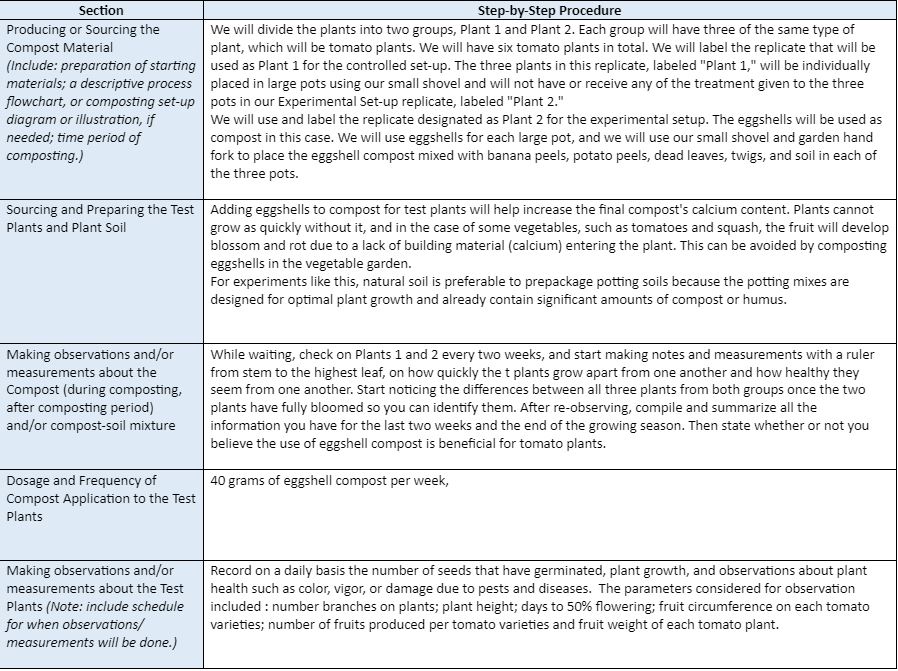 Section
Step-by-Step Procedure
Producing or Sourcing the
Compost Material
(Include: preparation of starting
materials; a descriptive process
flowchart, or composting set-up
diagram or illustration, if
needed; time period of
composting.)
We will divide the plants into two groups, Plant 1 and Plant 2. Each group will have three of the same type of
plant, which will be tomato plants. We will have six tomato plants in total. We will label the replicate that will be
used as Plant 1 for the controlled set-up. The three plants in this replicate, labeled "Plant 1," will be individually
placed in large pots using our small shovel and will not have or receive any of the treatment given to the three
pots in our Experimental Set-up replicate, labeled "Plant 2."
We will use and label the replicate designated as Plant 2 for the experimental setup. The eggshells will be used as
compost in this case. We will use eggshells for each large pot, and we will use our small shovel and garden hand
fork to place the eggshell compost mixed with banana peels, potato peels, dead leaves, twigs, and soil in each of
the three pots.
Sourcing and Preparing the Test
Plants and Plant Soil
Adding eggshells to compost for test plants will help increase the final compost's calcium content. Plants cannot
grow as quickly without it, and in the case of some vegetables, such as tomatoes and squash, the fruit will develop
blossom and rot due to a lack of building material (calcium) entering the plant. This can be avoided by composting
eggshells in the vegetable garden.
For experiments like this, natural soil is preferable to prepackage potting soils because the potting mixes are
designed for optimal plant growth and already contain significant amounts of compost or humus.
Making observations and/or
measurements about the
Compost (during composting,
after composting period)
and/or compost-soil mixture
While waiting, check on Plants 1 and 2 every two weeks, and start making notes and measurements with a ruler
from stem to the highest leaf, on how quickly the t plants grow apart from one another and how healthy they
seem from one another. Start noticing the differences between all three plants from both groups once the two
plants have fully bloomed so you can identify them. After re-observing, compile and summarize all the
information you have for the last two weeks and the end of the growing season. Then state whether or not you
believe the use of eggshell compost is beneficial for tomato plants.
Dosage and Frequency of
Compost Application to the Test
Plants
40 grams of eggshell compost per week,
Making observations and/or
measurements about the Test
Plants (Note: include schedule
for when observations/
measurements will be done.)
Record on a daily basis the number of seeds that have germinated, plant growth, and observations about plant
health such as color, vigor, or damage due to pests and diseases.  The parameters considered for observation
included : number branches on plants; plant height; days to 50% flowering; fruit circumference on each tomato
varieties; number of fruits produced per tomato varieties and fruit weight of each tomato plant.